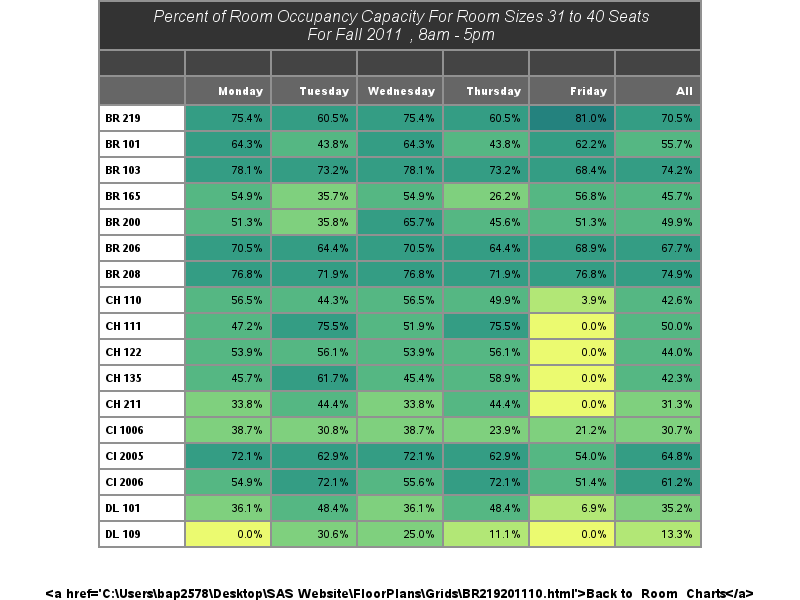 Percent of Room Occupancy Capacity For Room Sizes 31 to 40 Seats
For Fall 2011 , 8am - 5pm
Monday Tuesday Wednesday Thursday Friday All
BR 219 75.4% 60.5% 75.4% 60.5% 81.0% 70.5%
BR 101 64.3% 43.8% 64.3% 43.8% 62.2% 55.7%
BR 103 78.1% 73.2% 78.1% 73.2% 68.4% 74.2%
BR 165 54.9% 35.7% 54.9% 26.2% 56.8% 45.7%
BR 200 51.3% 35.8% 65.7% 45.6% 51.3% 49.9%
BR 206 70.5% 64.4% 70.5% 64.4% 68.9% 67.7%
BR 208 76.8% 71.9% 76.8% 71.9% 76.8% 74.9%
CH 110 56.5% 44.3% 56.5% 49.9% 3.9% 42.6%
CH 111 47.2% 75.5% 51.9% 75.5% 0.0% 50.0%
CH 122 53.9% 56.1% 53.9% 56.1% 0.0% 44.0%
CH 135 45.7% 61.7% 45.4% 58.9% 0.0% 42.3%
CH 211 33.8% 44.4% 33.8% 44.4% 0.0% 31.3%
CI 1006 38.7% 30.8% 38.7% 23.9% 21.2% 30.7%
CI 2005 72.1% 62.9% 72.1% 62.9% 54.0% 64.8%
CI 2006 54.9% 72.1% 55.6% 72.1% 51.4% 61.2%
DL 101 36.1% 48.4% 36.1% 48.4% 6.9% 35.2%
DL 109 0.0% 30.6% 25.0% 11.1% 0.0% 13.3%
<a href='C:\Users\bap2578\Desktop\SAS Website\FloorPlans\Grids\BR219201110.html'>Back to Room Charts</a>